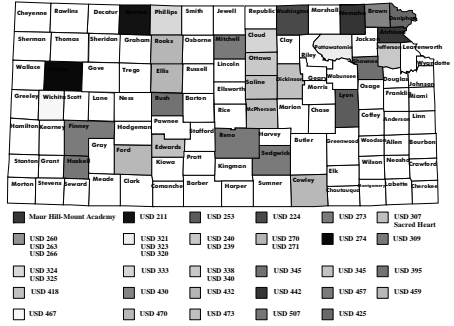 Cheyenne Rawlins Decatur Phillips Smith Jewell Republic Washington Marshall Nemaha Brown Doniphan
Sherman Thomas Sheridan Graham Rooks Osborne Mitchell Cloud Clay Riley Pottawatomie Jackson Atchison Jefferson Leavenworth Wyandotte
Wallace Gove Trego Ellis Russell Lincoln Ottawa Saline Dickinson Geary Wabaunsee Shawnee Douglas Johnson
Greeley Wichita Scott Lane Ness Rush Barton Ellsworth Rice McPherson Marion Morris Chase Lyon Osage Franklin Miami
Hamilton Kearney Finney Hodgeman Pawnee Stafford Reno Harvey Butler Greenwood Coffey Anderson Linn
Stanton Grant Haskell Gray Ford Edwards Kiowa Pratt Kingman Sedgwick Elk Woodson Allen Bourbon Wilson Neosho Crawford
Morton Stevens Seward Meade Clark Comanche Barber Harper Sumner Cowley Chautauqua Montgomery Labette Cherokee
Maur Hill-Mount Academy USD 211 USD 253 USD 224 USD 273 USD 307
Sacred Heart
USD 260 USD 321 USD 240 USD 270 USD 274 USD 309
USD 263 USD 323 USD 239 USD 271
USD 266 USD 320
USD 324 USD 333 USD 338 USD 345 USD 345 USD 395
USD 325 USD 340
USD 418 USD 430 USD 432 USD 442 USD 457 USD 459
USD 467 USD 470 USD 473 USD 507 USD 425